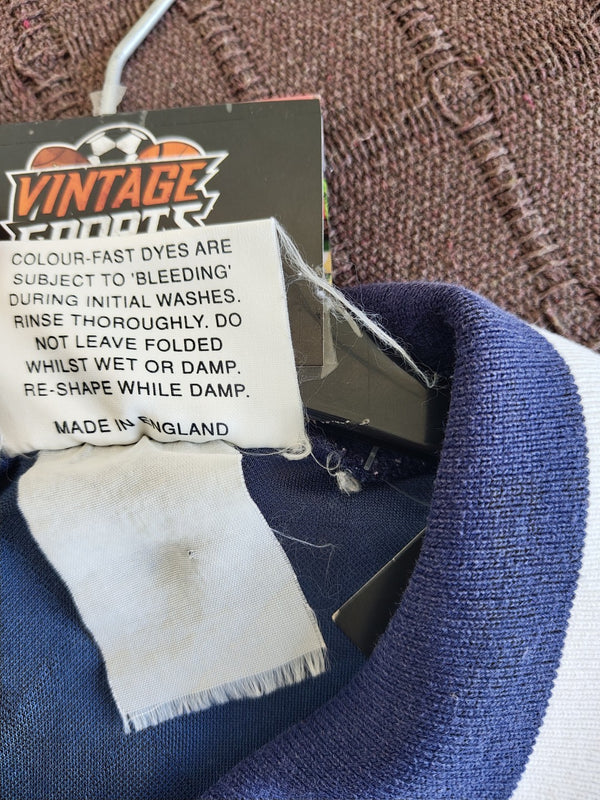 VINTAGE
SPORTS
COLOUR-FAST DYES ARE
SUBJECT TO 'BLEEDING'
DURING INITIAL WASHES.
RINSE THOROUGHLY. DO
NOT LEAVE FOLDED
WHILST WET OR DAMP.
RE-SHAPE WHILE DAMP.
MADE IN ENGLAND